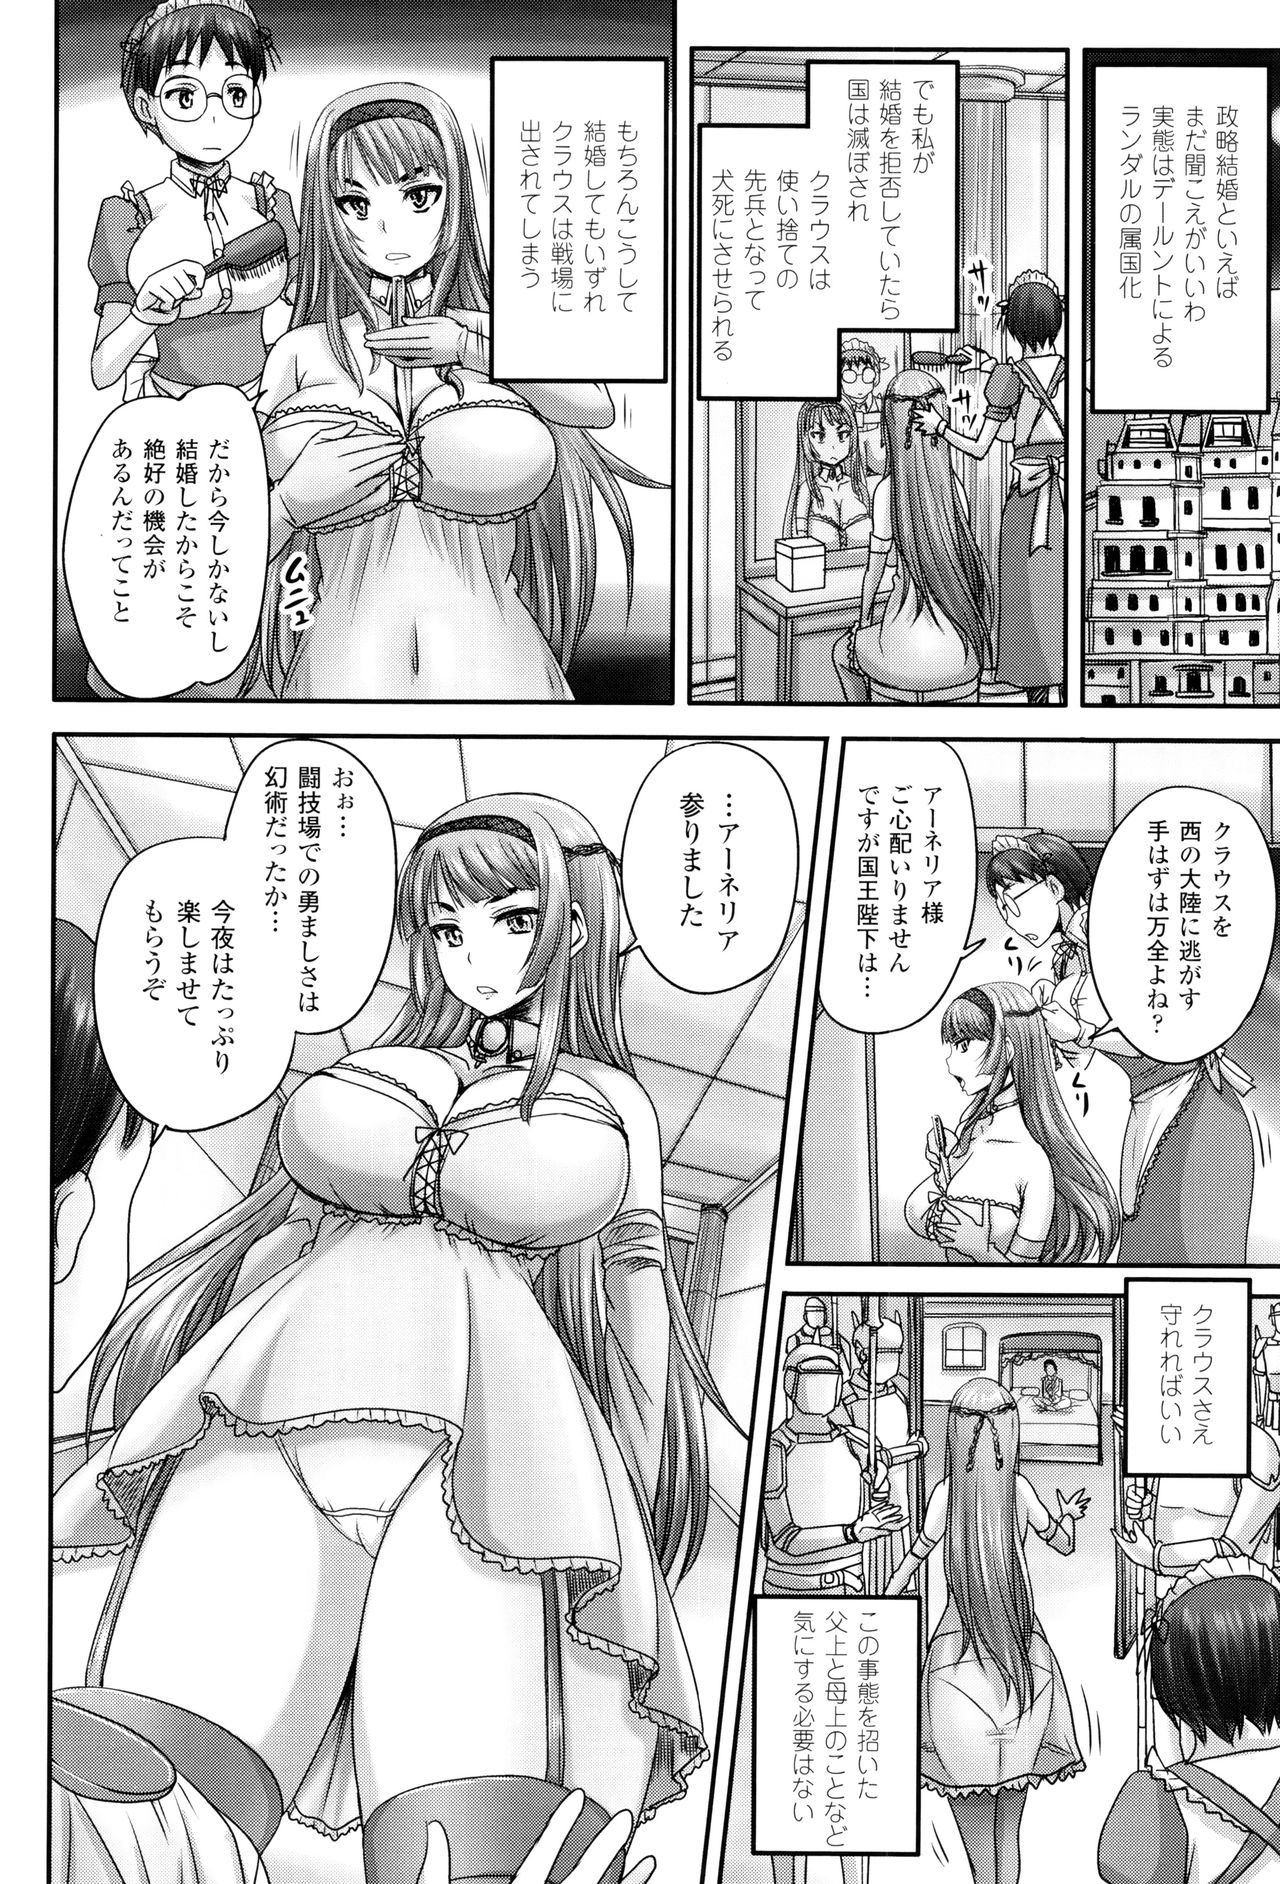 政略結婚といえば
まだ聞こえがいいわ
実態はデールントによる
ランダルの属国化
でも私が
結婚を拒否していたら
国は滅ぼされ
クラウスは
使い捨ての
先兵となって
犬死にさせられる
サッ
サッ
もちろんこうして
結婚してもいずれ
クラウスは戦場に
出されてしまう
だから今しかないし
結婚したからこそ
絶好の機会が
あるんだってこと
ムニュ
クラウスを
西の大陸に逃がす
手はずは万全よね?
くり
むり
アーネリア様
ご心配いりません
ですが国王陛下は…
クラウスさえ
守れればいい
この事態を招いた
父上と母上のことなど
気にする必要はない
…アーネリア
参りました
おぉ…
闘技場での勇ましさは
幻術だったか…
今夜はたっぷり
楽しませて
もらうぞ